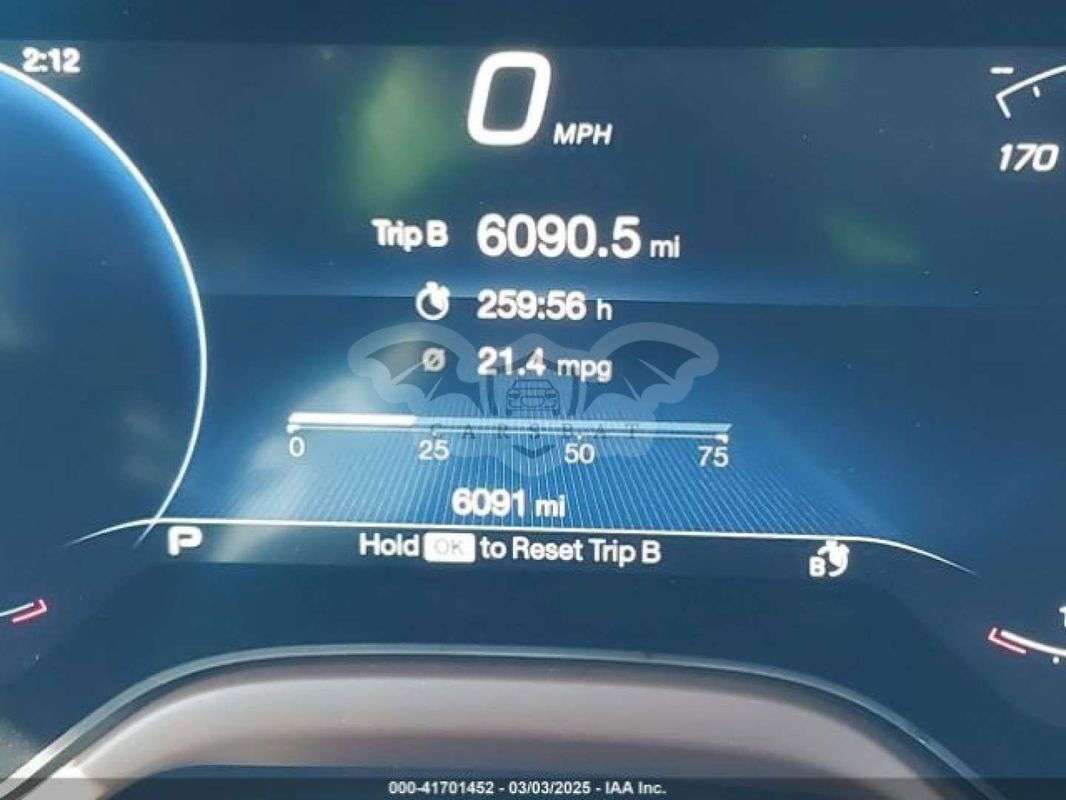 2:12
0 MPH
170
Trip B 6090.5 mi
259:56 h
Ø 21.4 mpg
CARSBAT
0 25 50 75
6091 mi
P
Hold OK to Reset Trip B
B
000-41701452 - 03/03/2025 - IAA Inc.